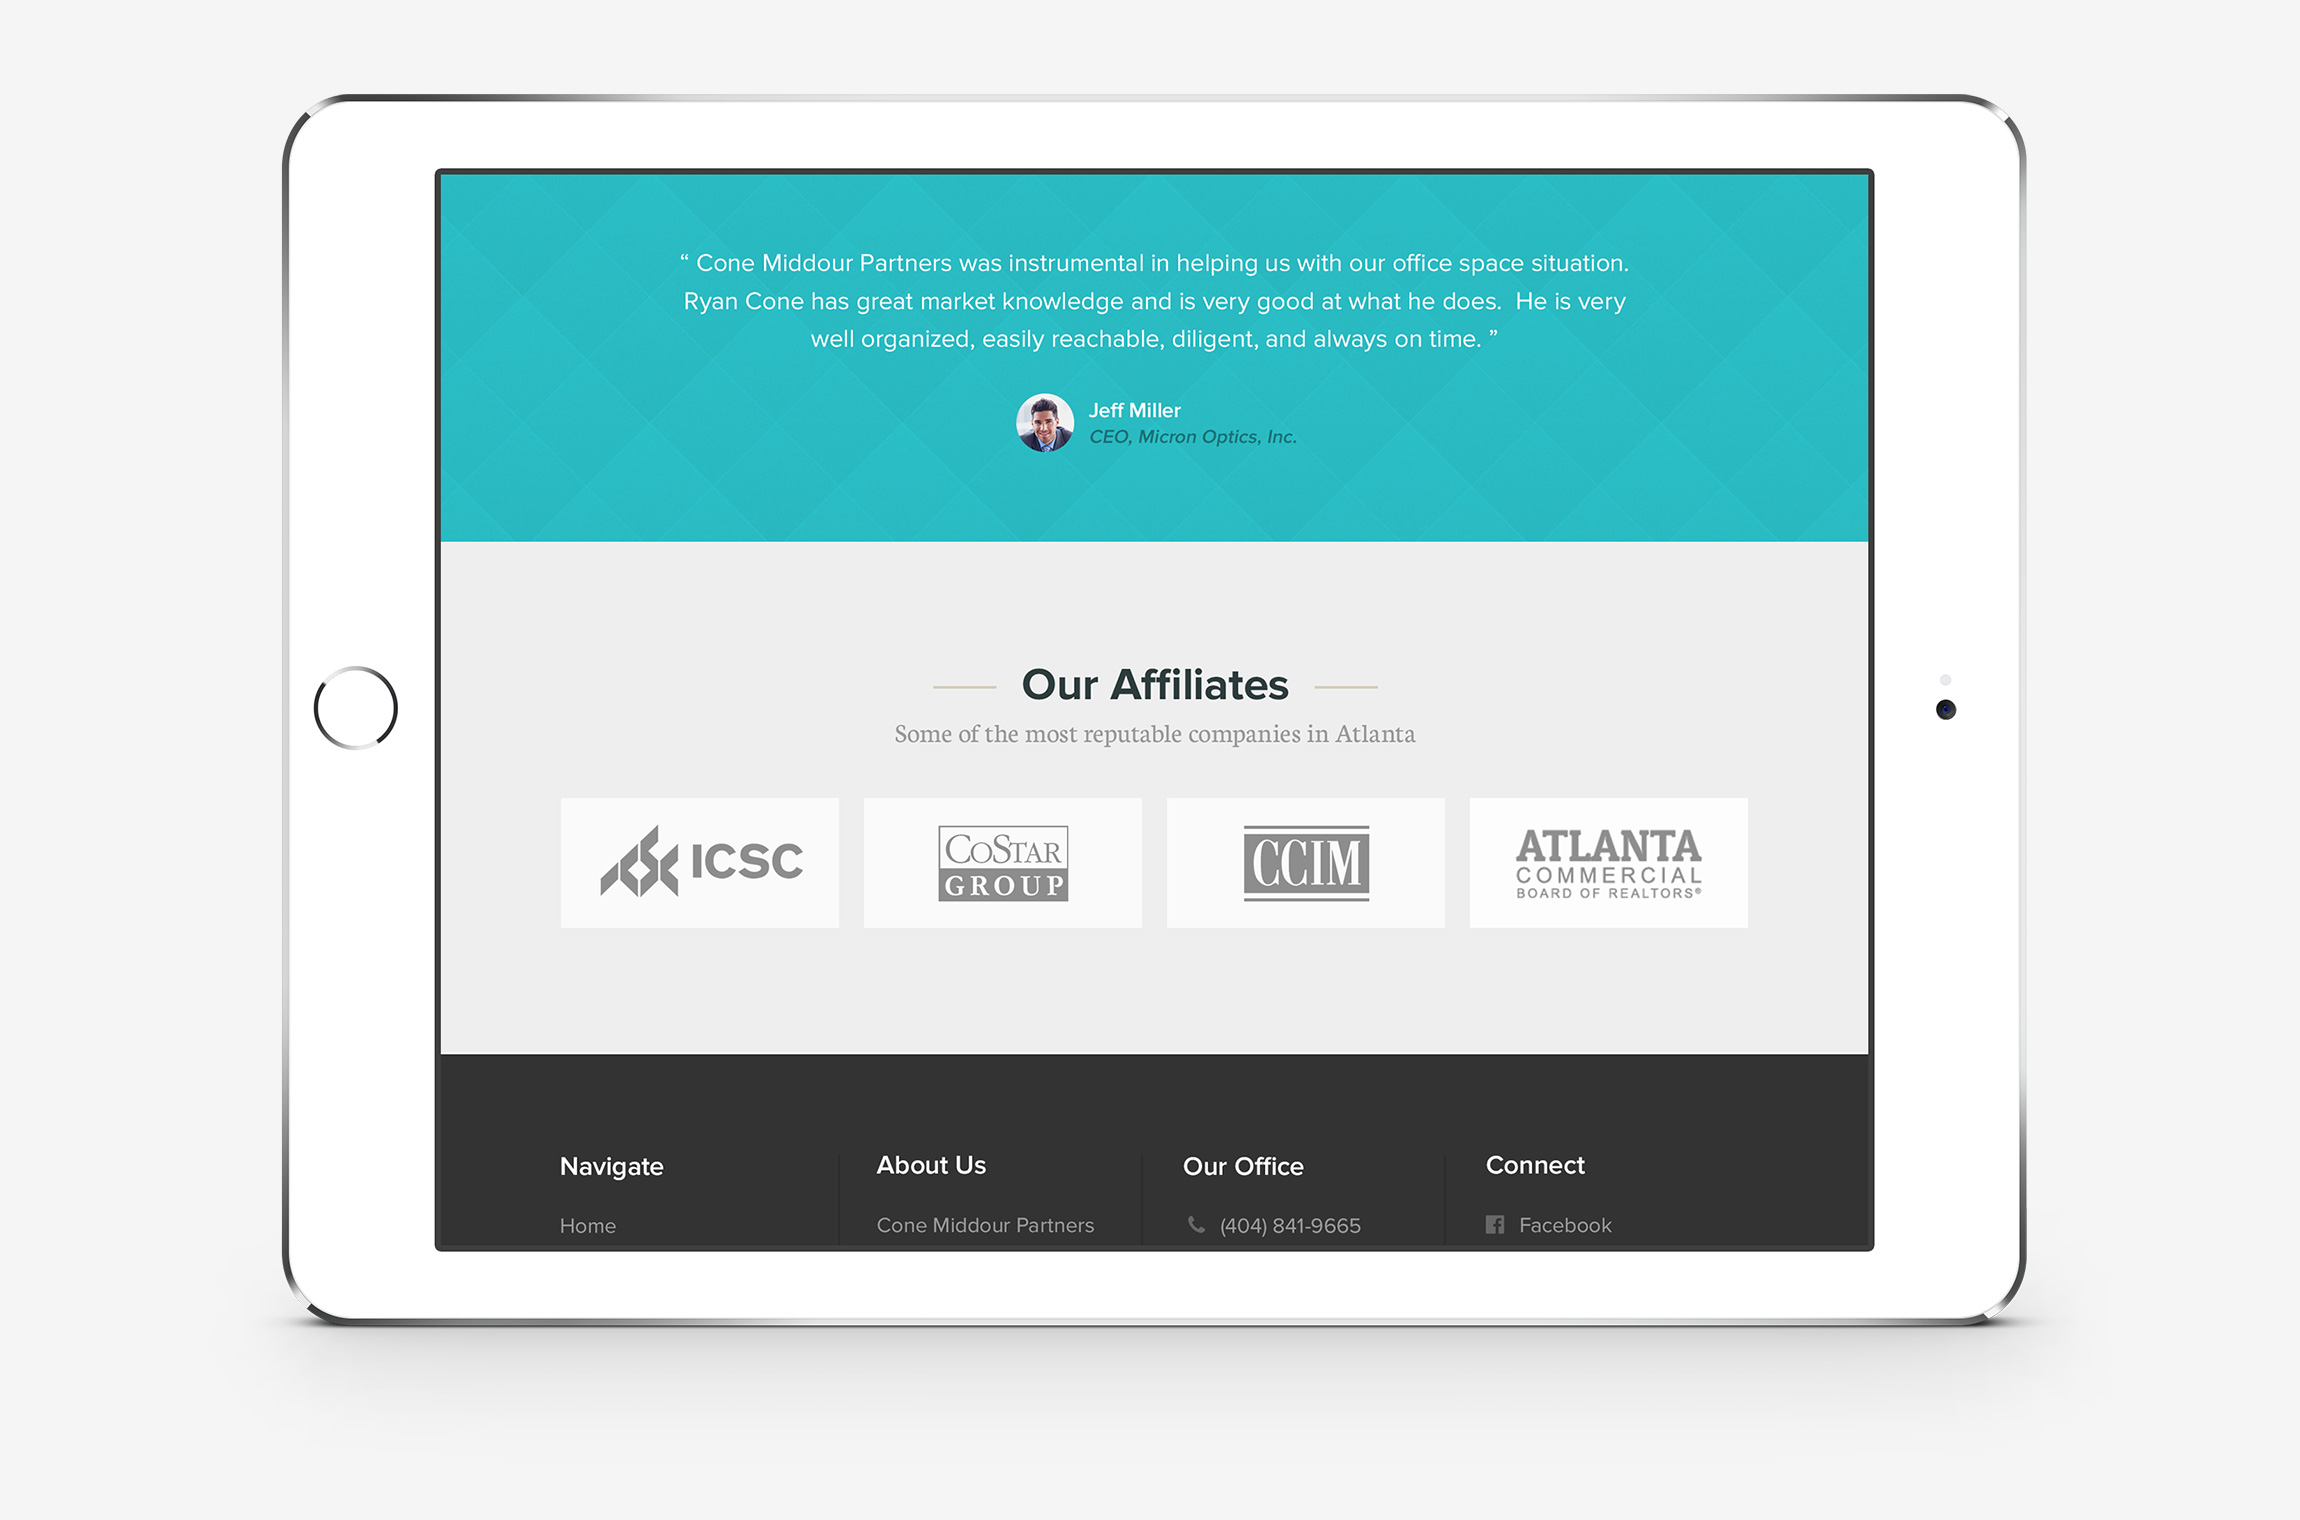 “ Cone Middour Partners was instrumental in helping us with our office space situation.
Ryan Cone has great market knowledge and is very good at what he does. He is very
well organized, easily reachable, diligent, and always on time. ”
Jeff Miller
CEO, Micron Optics, Inc.
Our Affiliates
Some of the most reputable companies in Atlanta
ICSC
COSTAR
GROUP
CCIM
ATLANTA
COMMERCIAL
BOARD OF REALTORS®
Navigate
About Us
Our Office
Connect
Home
Cone Middour Partners
(404) 841-9665
Facebook